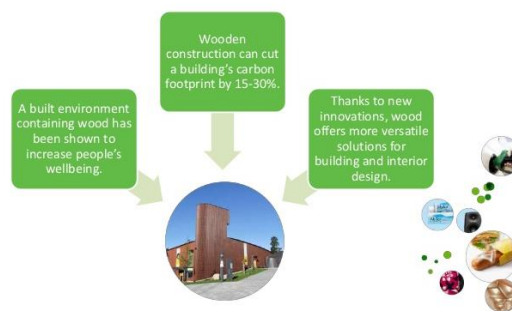 Wooden
construction can cut
a building's carbon
footprint by 15-30%.
A built environment
containing wood has
been shown to
increase people's
wellbeing.
Thanks to new
innovations, wood
offers more versatile
solutions for
building and interior
design.